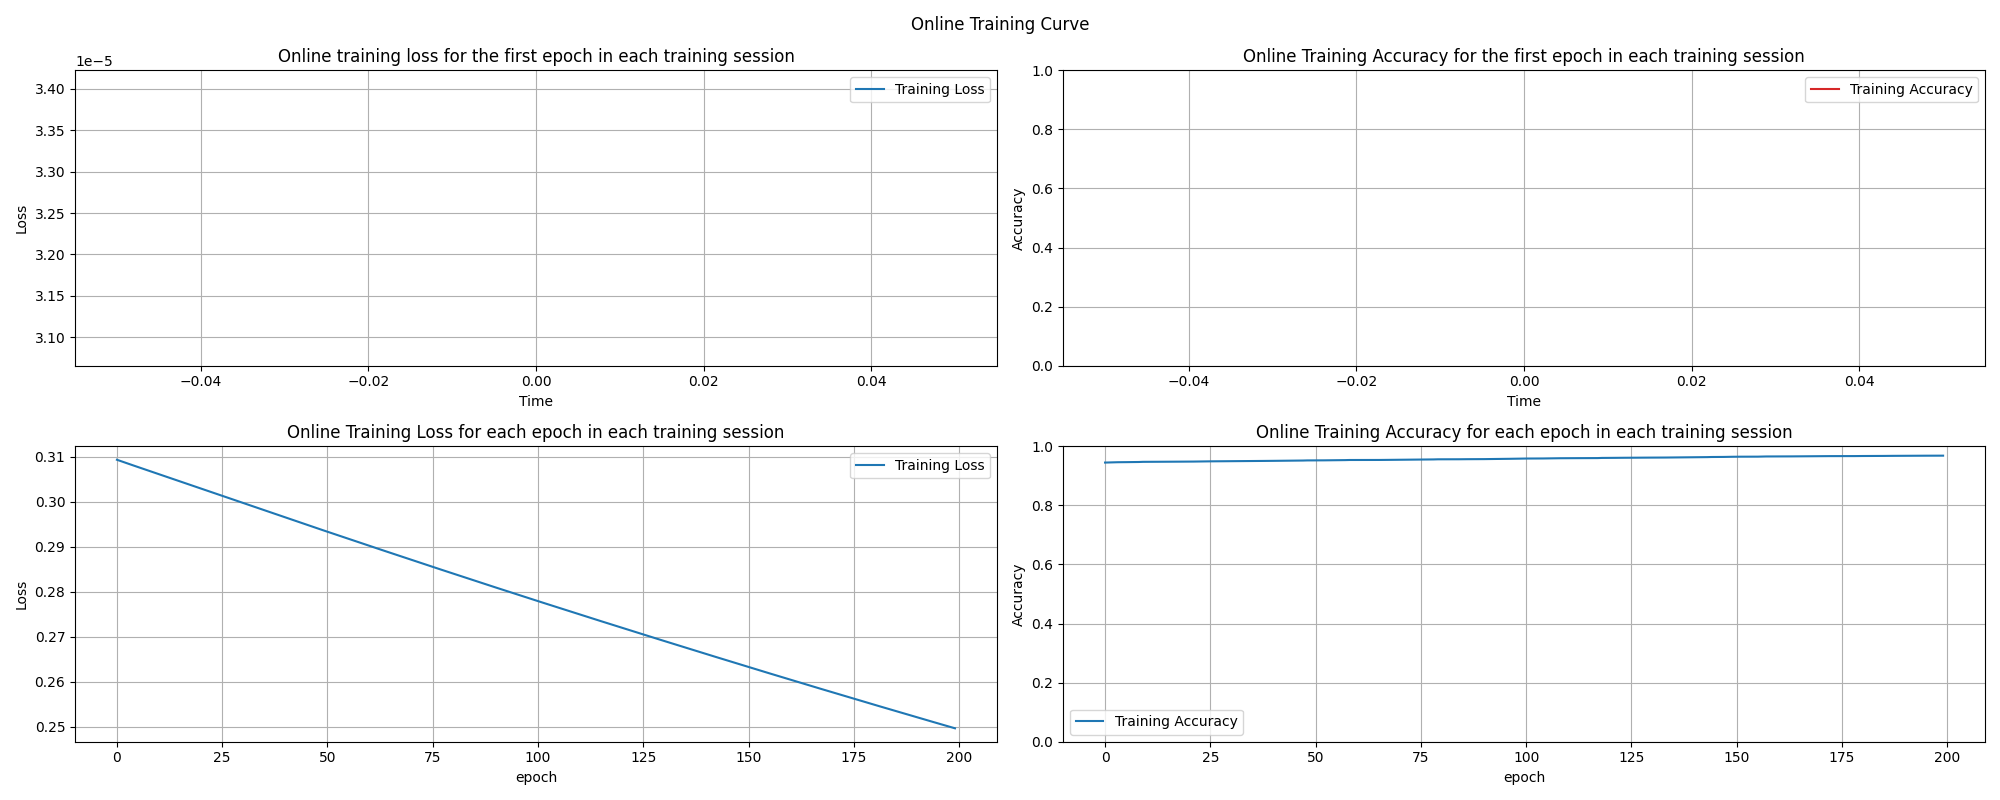 Online Training Curve
Online training loss for the first epoch in each training session
1e−5
3.40
3.35
3.30
3.25
3.20
3.15
3.10
Loss
Training Loss
−0.04 −0.02 0.00 0.02 0.04
Time
Online Training Accuracy for the first epoch in each training session
1.0
0.8
0.6
0.4
0.2
0.0
Accuracy
Training Accuracy
−0.04 −0.02 0.00 0.02 0.04
Time
Online Training Loss for each epoch in each training session
0.31
0.30
0.29
0.28
0.27
0.26
0.25
Loss
Training Loss
0 25 50 75 100 125 150 175 200
epoch
Online Training Accuracy for each epoch in each training session
1.0
0.8
0.6
0.4
0.2
0.0
Accuracy
Training Accuracy
0 25 50 75 100 125 150 175 200
epoch